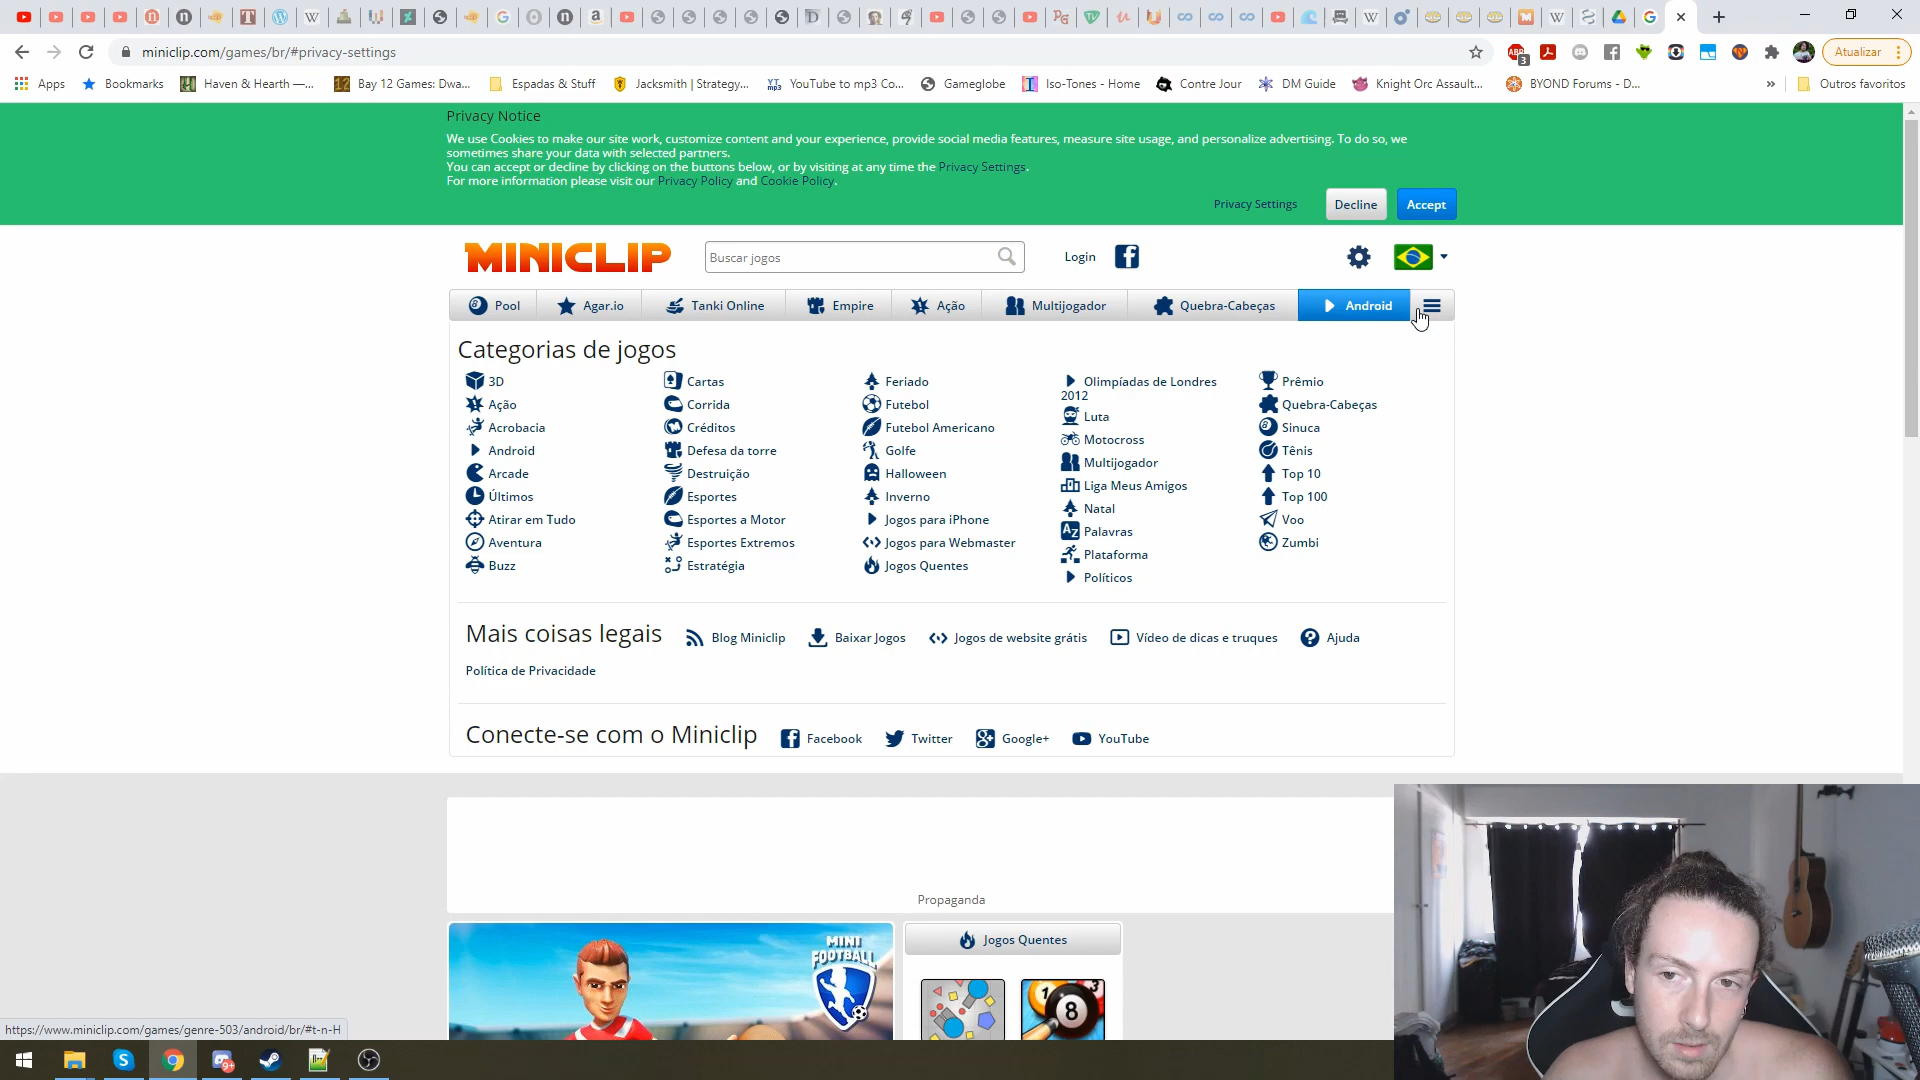 miniclip.com/games/br/#privacy-settings
Atualizar
Apps
Bookmarks
Haven & Hearth —...
Bay 12 Games: Dwa...
Espadas & Stuff
Jacksmith | Strategy...
YouTube to mp3 Co...
Gameglobe
Iso-Tones - Home
Contre Jour
DM Guide
Knight Orc Assault...
BYOND Forums - D...
»
Outros favoritos
Privacy Notice
We use Cookies to make our site work, customize content and your experience, provide social media features, measure site usage, and personalize advertising. To do so, we
sometimes share your data with selected partners.
You can accept or decline by clicking on the buttons below, or by visiting at any time the Privacy Settings.
For more information please visit our Privacy Policy and Cookie Policy.
Privacy Settings
Decline
Accept
MINICLIP
Buscar jogos
Login
Pool
Agar.io
Tanki Online
Empire
Ação
Multijogador
Quebra-Cabeças
Android
Categorias de jogos
3D
Ação
Acrobacia
Android
Arcade
Últimos
Atirar em Tudo
Aventura
Buzz
Cartas
Corrida
Créditos
Defesa da torre
Destruição
Esportes
Esportes a Motor
Esportes Extremos
Estratégia
Feriado
Futebol
Futebol Americano
Golfe
Halloween
Inverno
Jogos para iPhone
Jogos para Webmaster
Jogos Quentes
Olimpíadas de Londres
2012
Luta
Motocross
Multijogador
Liga Meus Amigos
Natal
Palavras
Plataforma
Políticos
Prêmio
Quebra-Cabeças
Sinuca
Tênis
Top 10
Top 100
Voo
Zumbi
Mais coisas legais
Blog Miniclip
Baixar Jogos
Jogos de website grátis
Vídeo de dicas e truques
Ajuda
Política de Privacidade
Conecte-se com o Miniclip
Facebook
Twitter
Google+
YouTube
Propaganda
MINI
FOOTBALL
Jogos Quentes
8
https://www.miniclip.com/games/genre-503/android/br/#t-n-H